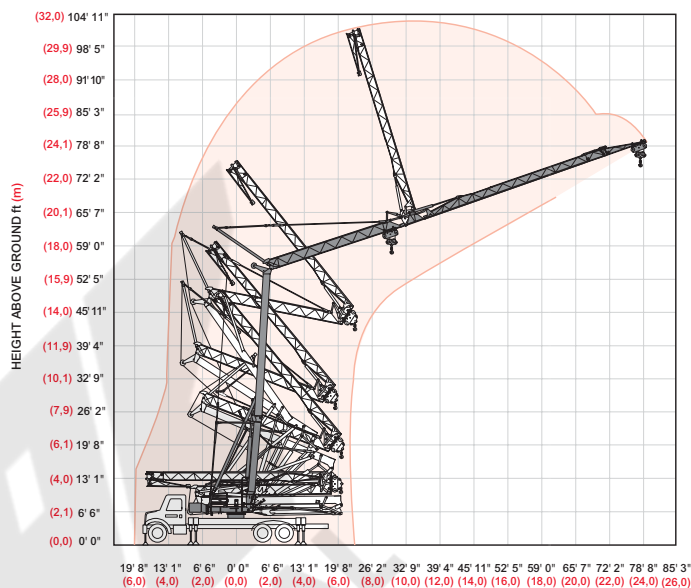 (32,0) 104' 11"
(29,9) 98' 5"
(28,0) 91' 10"
(25,9) 85' 3"
(24,1) 78' 8"
(22,0) 72' 2"
(20,1) 65' 7"
(18,0) 59' 0"
(15,9) 52' 5"
(14,0) 45' 11"
(11,9) 39' 4"
(10,1) 32' 9"
(7,9) 26' 2"
(6,1) 19' 8"
(4,0) 13' 1"
(2,1) 6' 6"
(0,0) 0' 0"
HEIGHT ABOVE GROUND ft (m)
19' 8" 13' 1" 6' 6" 0' 0" 6' 6" 13' 1" 19' 8" 26' 2" 32' 9" 39' 4" 45' 11" 52' 5" 59' 0" 65' 7" 72' 2" 78' 8" 85' 3"
(6,0) (4,0) (2,0) (0,0) (2,0) (4,0) (6,0) (8,0) (10,0) (12,0) (14,0) (16,0) (18,0) (20,0) (22,0) (24,0) (26,0)